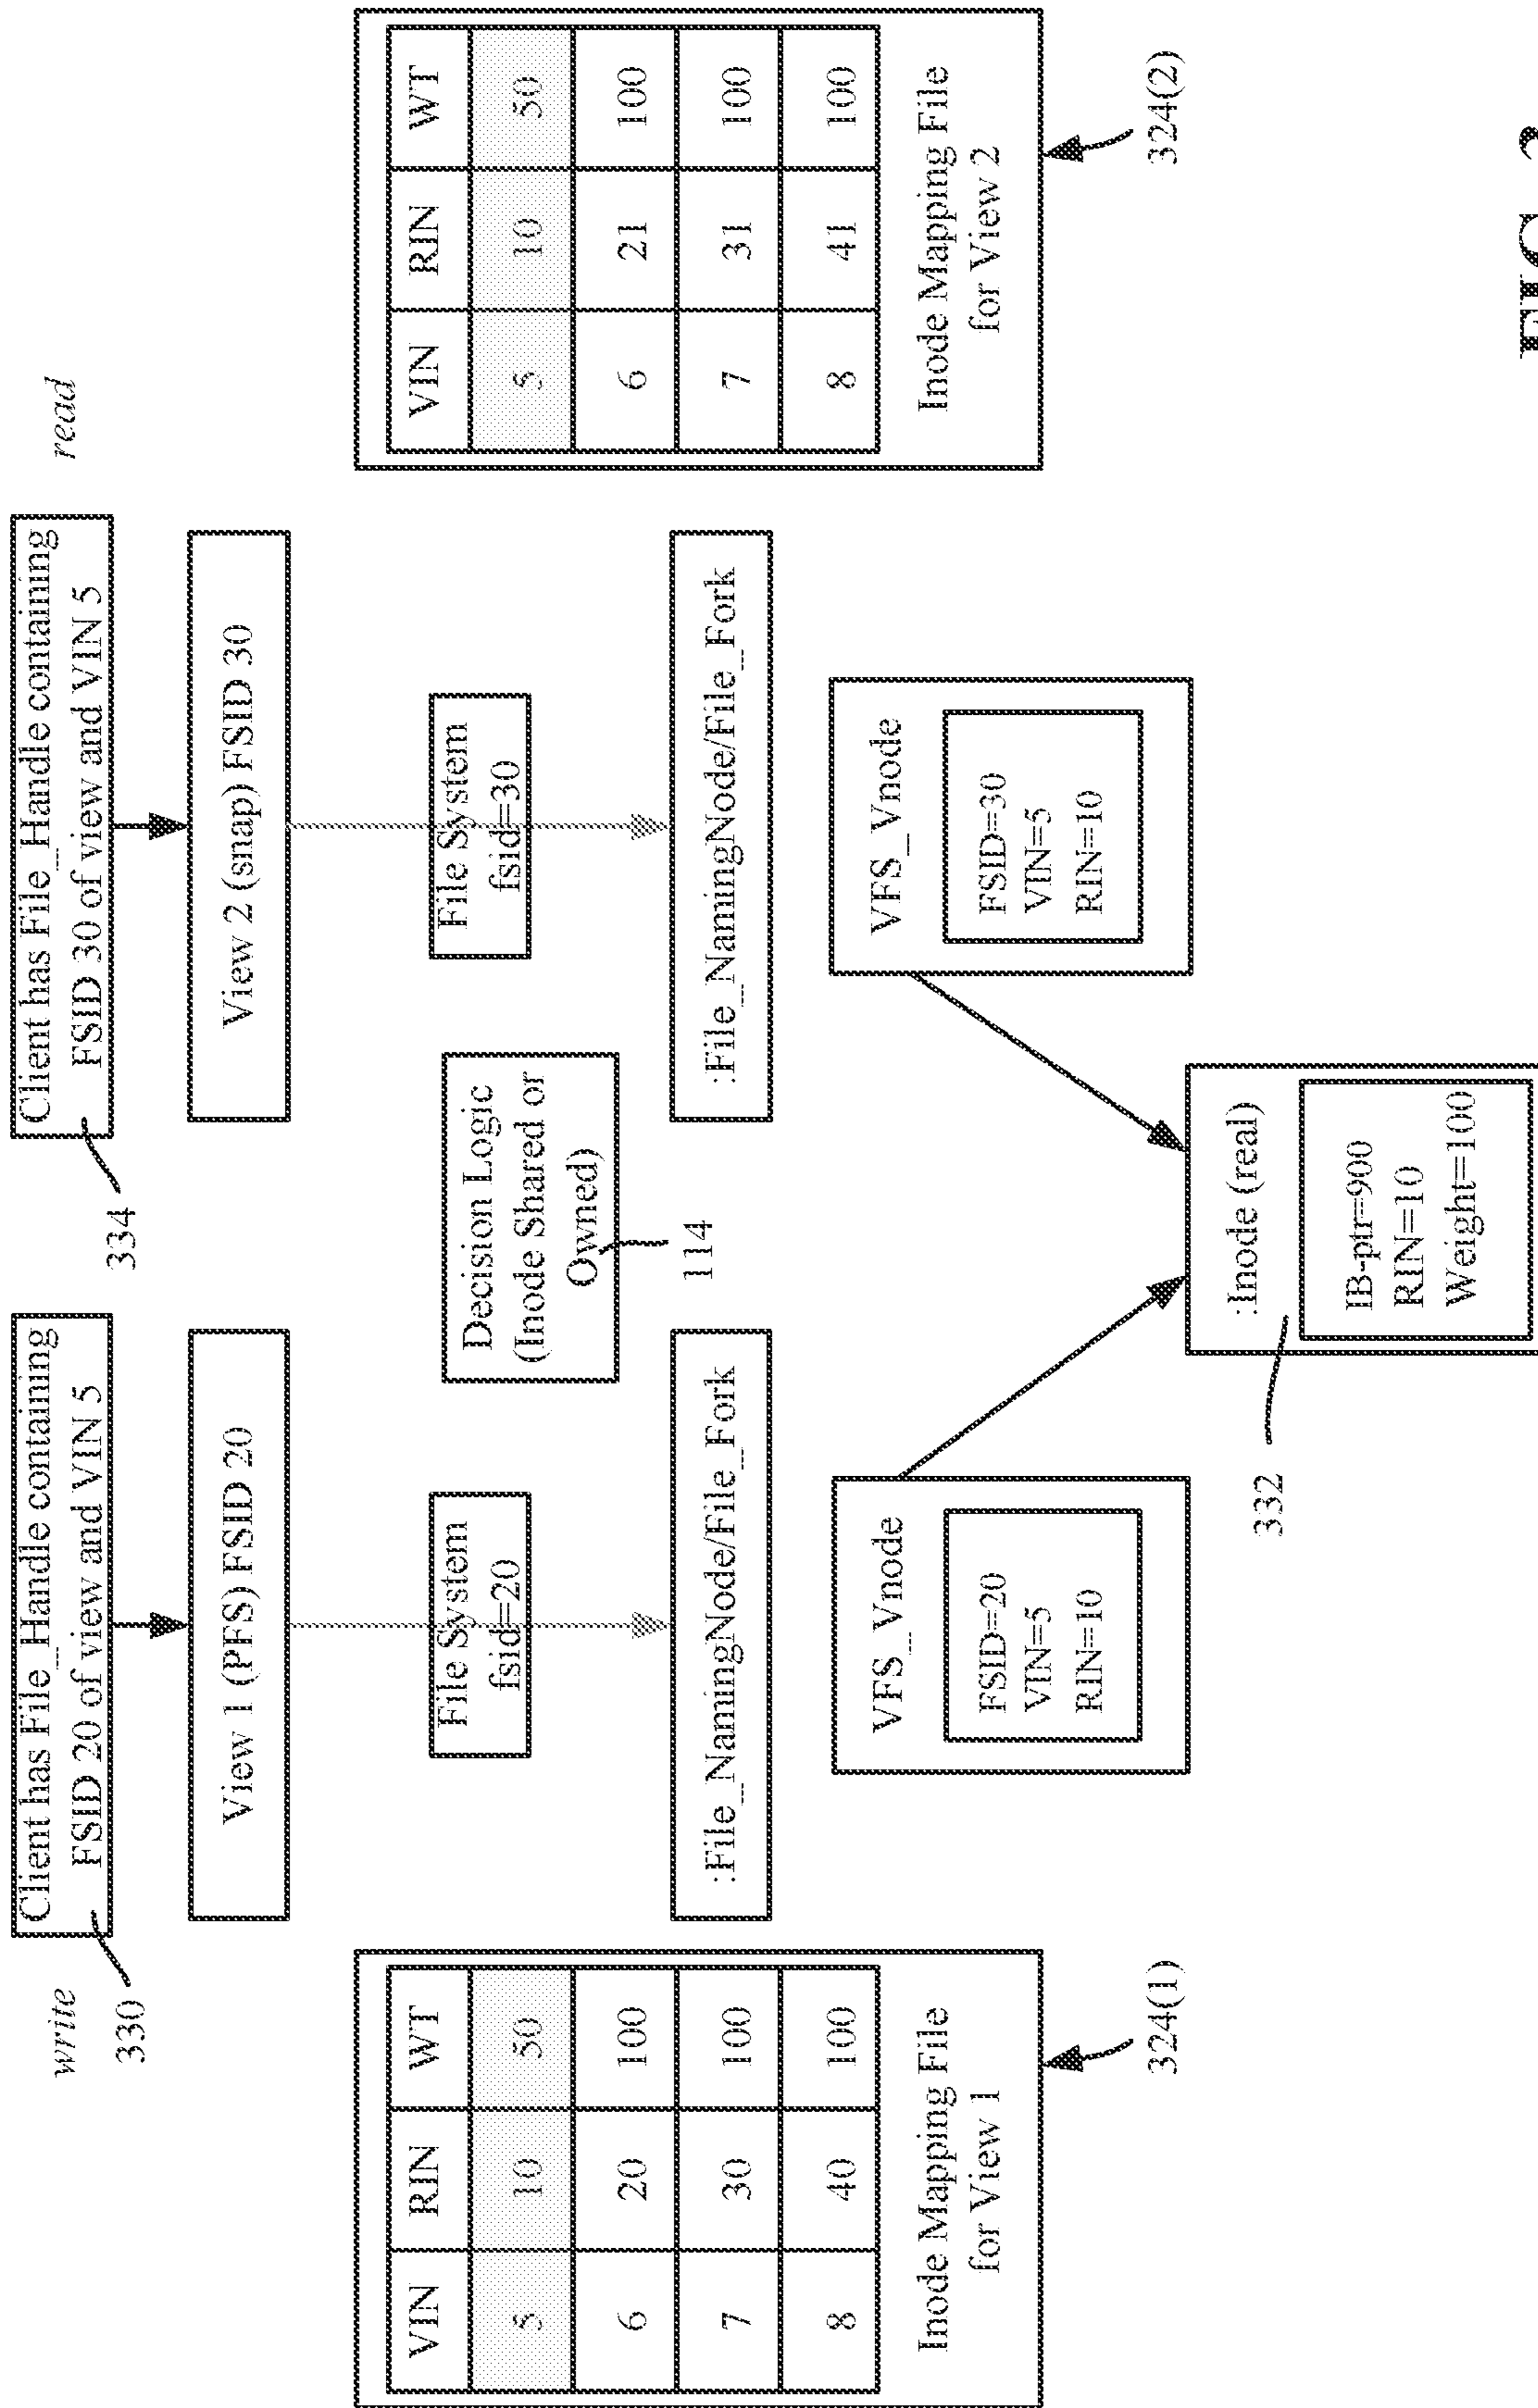 write
330
Client has File_Handle containing
FSID 20 of view and VIN 5
334
Client has File_Handle containing
FSID 30 of view and VIN 5
read
View 1 (PFS) FSID 20
View 2 (snap) FSID 30
VIN RIN WT
5 10 50
6 20 100
7 30 100
8 40 100
Inode Mapping File
for View 1
324(1)
File System
fsid=20
Decision Logic
(Inode Shared or
Owned)
114
File System
fsid=30
VIN RIN WT
5 10 50
6 21 100
7 31 100
8 41 100
Inode Mapping File
for View 2
324(2)
:File_NamingNode/File_Fork
:File_NamingNode/File_Fork
VFS_Vnode
FSID=20
VIN=5
RIN=10
VFS_Vnode
FSID=30
VIN=5
RIN=10
332
:Inode (real)
IB-ptr=900
RIN=10
Weight=100